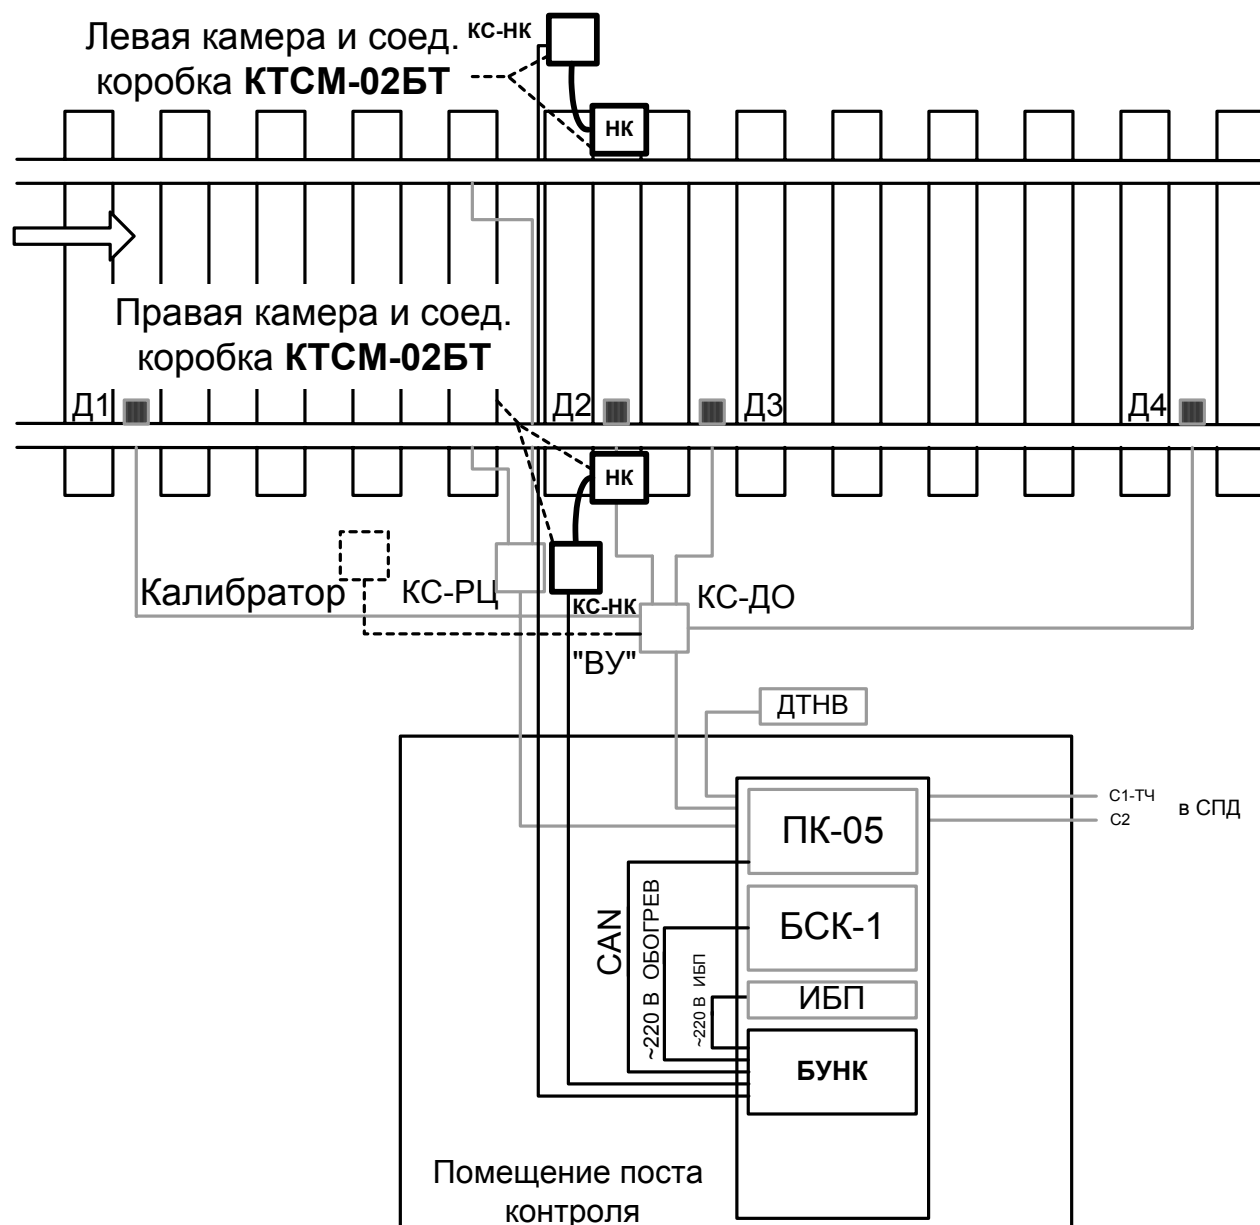 Левая камера и соед.
коробка КТСМ-02БТ
КС-НК
НК
Правая камера и соед.
коробка КТСМ-02БТ
Д1
Д2
Д3
Д4
НК
Калибратор
КС-РЦ
КС-НК
КС-ДО
"ВУ"
ДТНВ
ПК-05
С1-ТЧ
С2
в СПД
CAN
~220 В ОБОГРЕВ
~220 В ИБП
БСК-1
ИБП
БУНК
Помещение поста
контроля